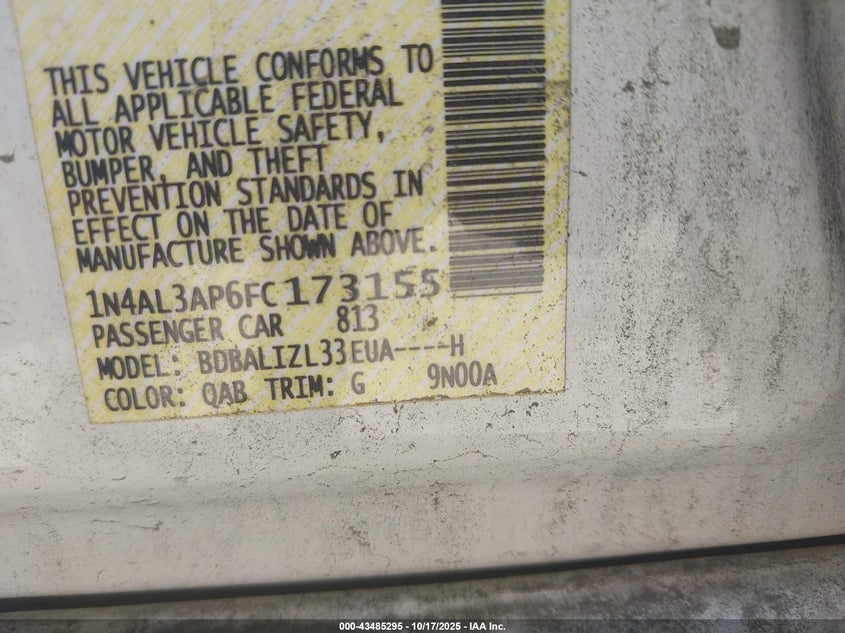 THIS VEHICLE CONFORMS TO
ALL APPLICABLE FEDERAL
MOTOR VEHICLE SAFETY,
BUMPER, AND THEFT
PREVENTION STANDARDS IN
EFFECT ON THE DATE OF
MANUFACTURE SHOWN ABOVE.
1N4AL3AP6FC173155
PASSENGER CAR 813
MODEL: BDBALIZL33EUA----H
COLOR: QAB TRIM: G 9N00A
000-43485295 - 10/17/2025 - IAA Inc.